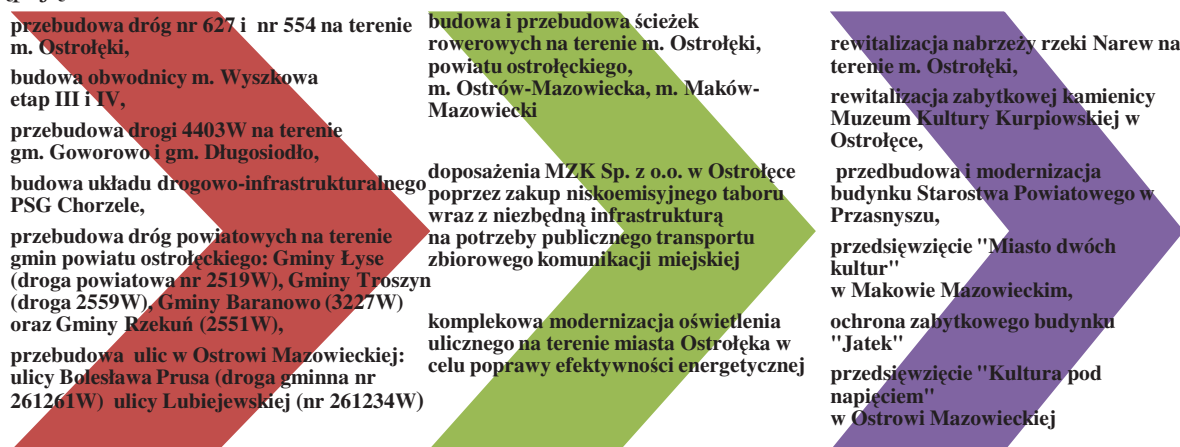 przebudowa dróg nr 627 i nr 554 na terenie
m. Ostrołęki,
budowa obwodnicy m. Wyszkowa
etap III i IV,
przebudowa drogi 4403W na terenie
gm. Goworowo i gm. Długosiodło,
budowa układu drogowo-infrastrukturalnego
PSG Chorzele,
przebudowa dróg powiatowych na terenie
gmin powiatu ostrołęckiego: Gminy Łyse
(droga powiatowa nr 2519W), Gminy Troszyn
(droga 2559W), Gminy Baranowo (3227W)
oraz Gminy Rzekuń (2551W),
przebudowa ulic w Ostrowi Mazowieckiej:
ulicy Bolesława Prusa (droga gminna nr
261261W) ulicy Lubiejewskiej (nr 261234W)
budowa i przebudowa ścieżek
rowerowych na terenie m. Ostrołęki,
powiatu ostrołęckiego,
m. Ostrów-Mazowiecka, m. Maków-
Mazowiecki
doposażenia MZK Sp. z o.o. w Ostrołęce
poprzez zakup niskoemisyjnego taboru
wraz z niezbędną infrastrukturą
na potrzeby publicznego transportu
zbiorowego komunikacji miejskiej
komplekowa modernizacja oświetlenia
ulicznego na terenie miasta Ostrołęka w
celu poprawy efektywności energetycznej
rewitalizacja nabrzeży rzeki Narew na
terenie m. Ostrołęki,
rewitalizacja zabytkowej kamienicy
Muzeum Kultury Kurpiowskiej w
Ostrołęce,
przedbudowa i modernizacja
budynku Starostwa Powiatowego w
Przasnyszu,
przedsięwzięcie "Miasto dwóch
kultur"
w Makowie Mazowieckim,
ochrona zabytkowego budynku
"Jatek"
przedsięwzięcie "Kultura pod
napięciem"
w Ostrowi Mazowieckiej